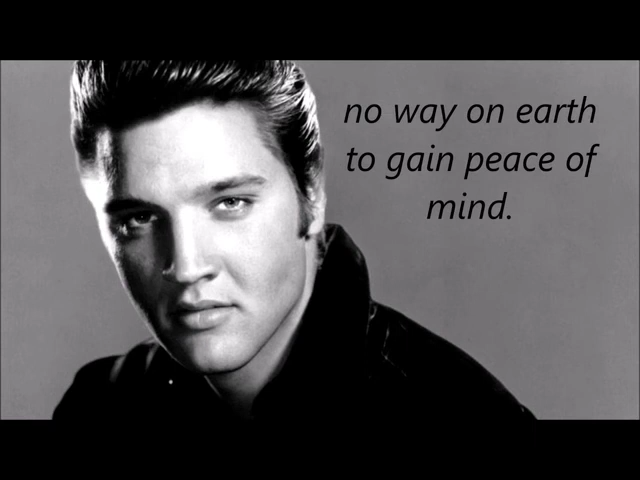 no way on earth
to gain peace of
mind.